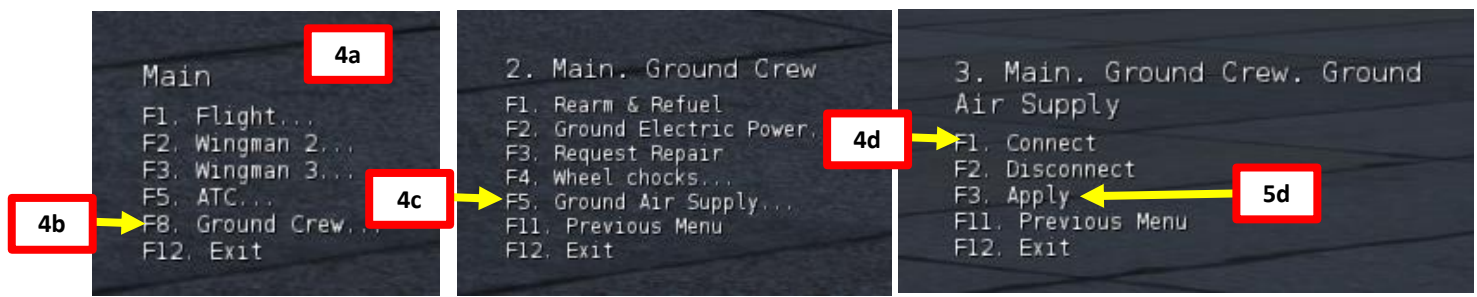 4a
Main
F1. Flight...
F2. Wingman 2...
F3. Wingman 3...
F5. ATC...
4b
F8. Ground Crew...
F12. Exit
2. Main. Ground Crew
F1. Rearm & Refuel
F2. Ground Electric Power.
F3. Request Repair
F4. Wheel chocks...
4c
F5. Ground Air Supply...
F11. Previous Menu
F12. Exit
3. Main. Ground Crew. Ground
Air Supply
4d
F1. Connect
F2. Disconnect
F3. Apply
5d
F11. Previous Menu
F12. Exit